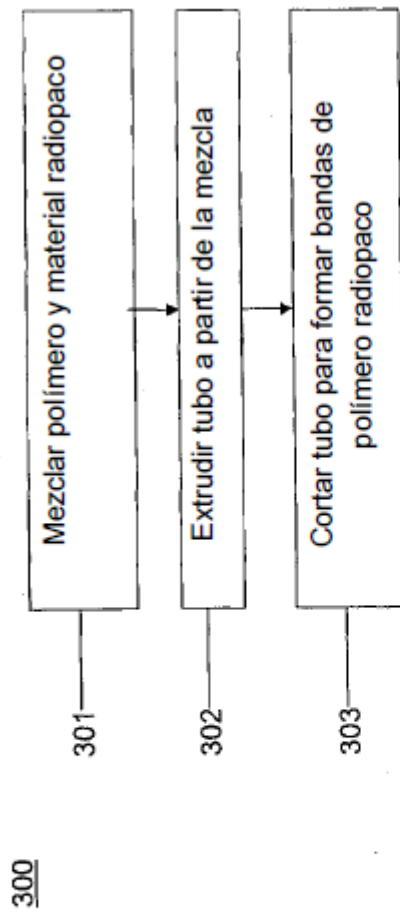 300
301
Mezclar polímero y material radiopaco
302
Extrudir tubo a partir de la mezcla
303
Cortar tubo para formar bandas de
polímero radiopaco